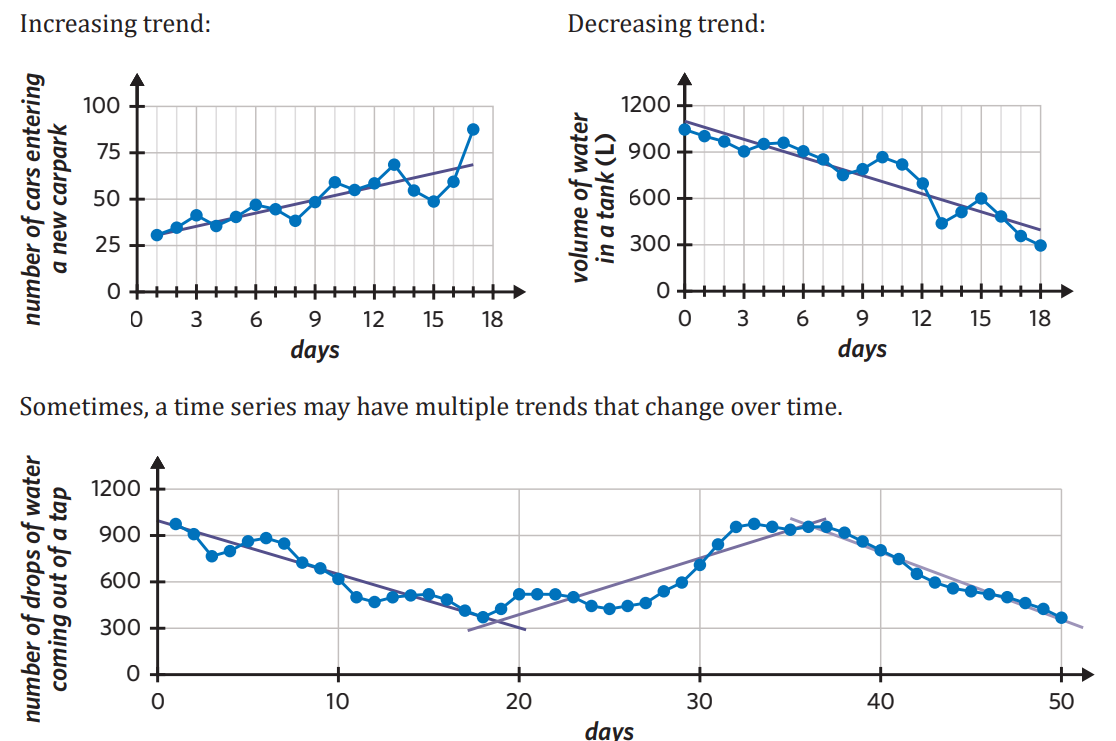 Increasing trend:
Decreasing trend:
number of cars entering
a new carpark
100
75
50
25
0
0 3 6 9 12 15 18
days
volume of water
in a tank (L)
1200
900
600
300
0
0 3 6 9 12 15 18
days
Sometimes, a time series may have multiple trends that change over time.
number of drops of water
coming out of a tap
1200
900
600
300
0
0 10 20 30 40 50
days